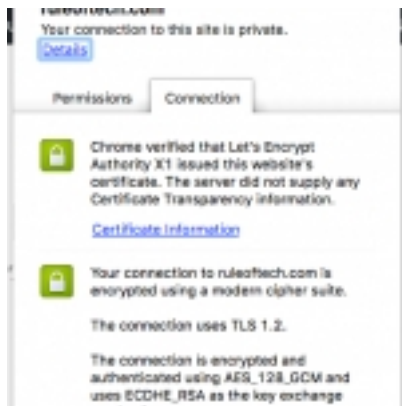 ruleoftech.com
Your connection to this site is private.
Details
Permissions
Connection
Chrome verified that Let's Encrypt
Authority X1 issued this website's
certificate. The server did not supply any
Certificate Transparency information.
Certificate Information
Your connection to ruleoftech.com is
encrypted using a modern cipher suite.
The connection uses TLS 1.2.
The connection is encrypted and
authenticated using AES_128_GCM and
uses ECDHE_RSA as the key exchange